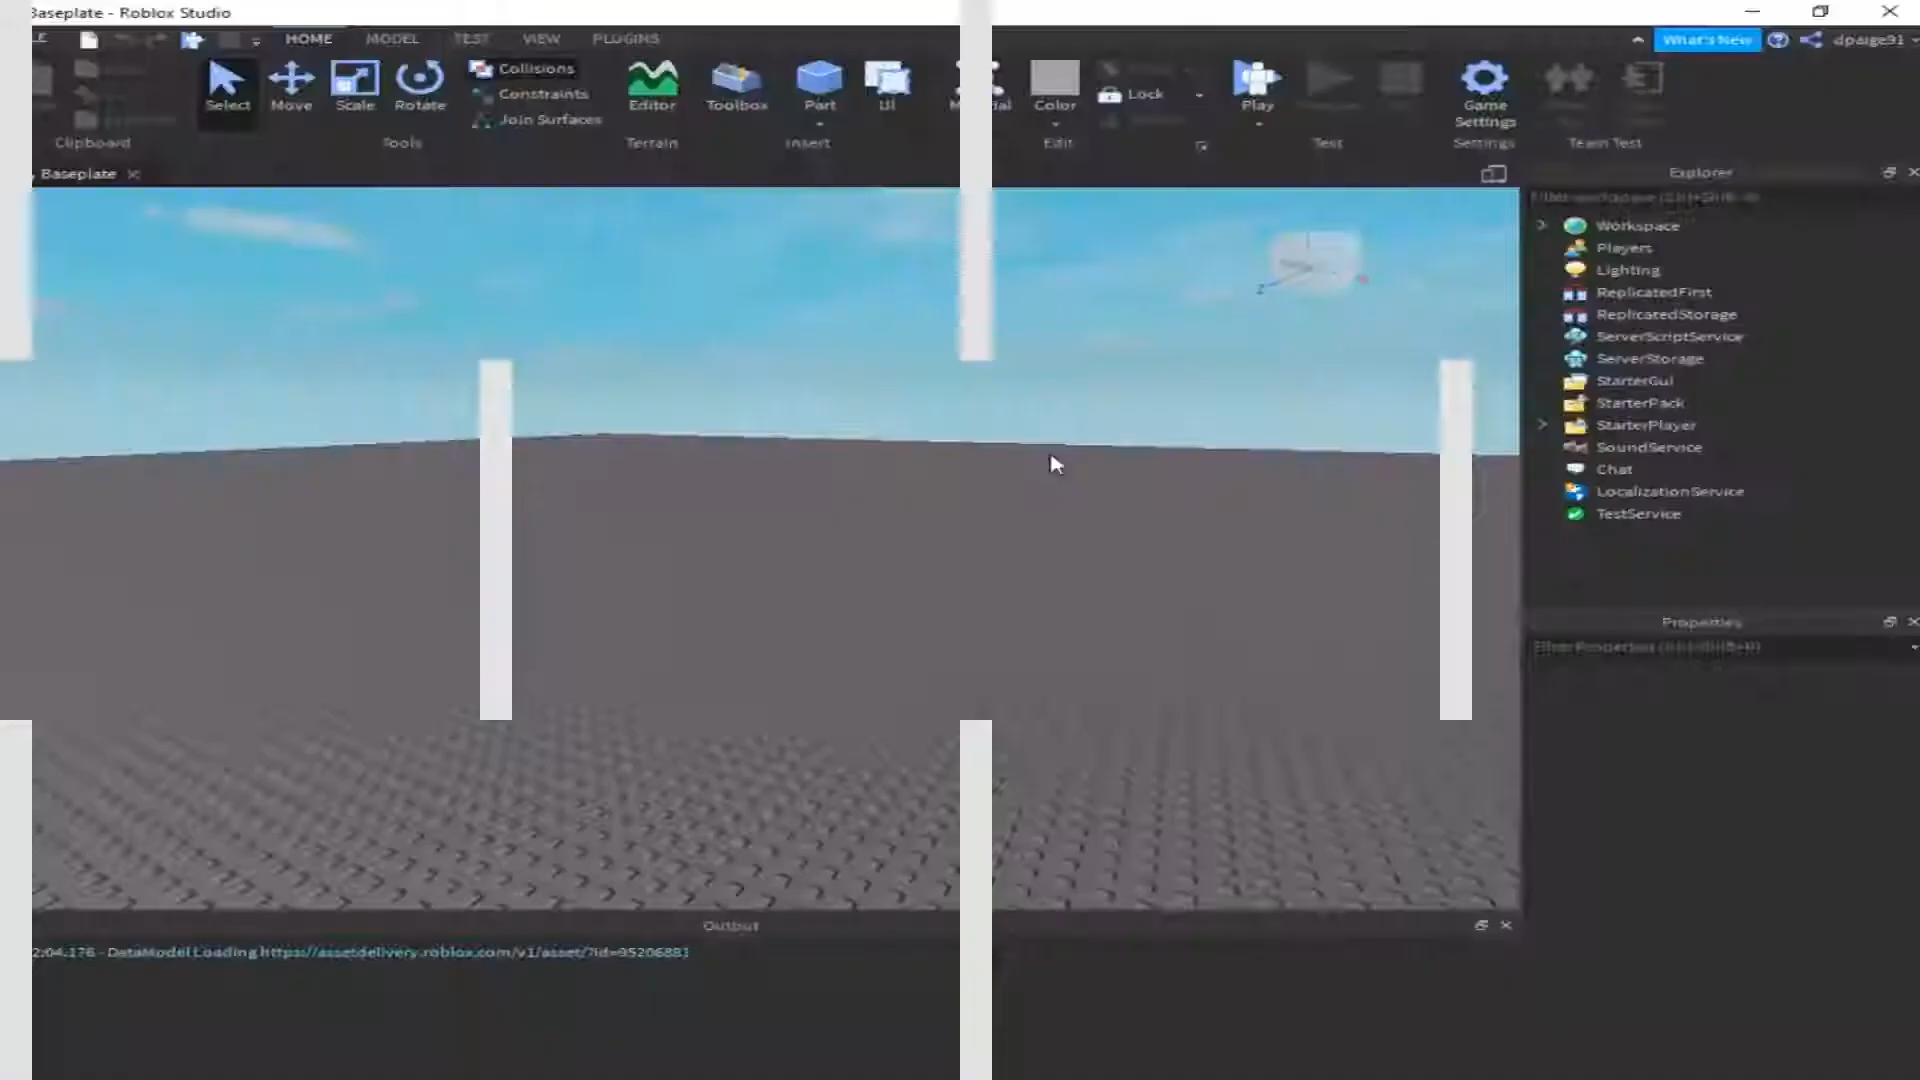 Baseplate - Roblox Studio
HOME MODEL TEST VIEW PLUGINS What's New dpaige91
Select Move Scale Rotate
Collisions
Constraints
Join Surfaces
Editor Toolbox Part UI Color Lock Play Game Settings
Clipboard Tools Terrain Insert Edit Test Settings Team Test
Baseplate
Explorer
Workspace
Players
Lighting
ReplicatedFirst
ReplicatedStorage
ServerScriptService
ServerStorage
StarterGui
StarterPack
StarterPlayer
SoundService
Chat
LocalizationService
TestService
Properties
Z
Output
2:04.176 - DataModel Loading https://assetdelivery.roblox.com/v1/asset/?id=95206881